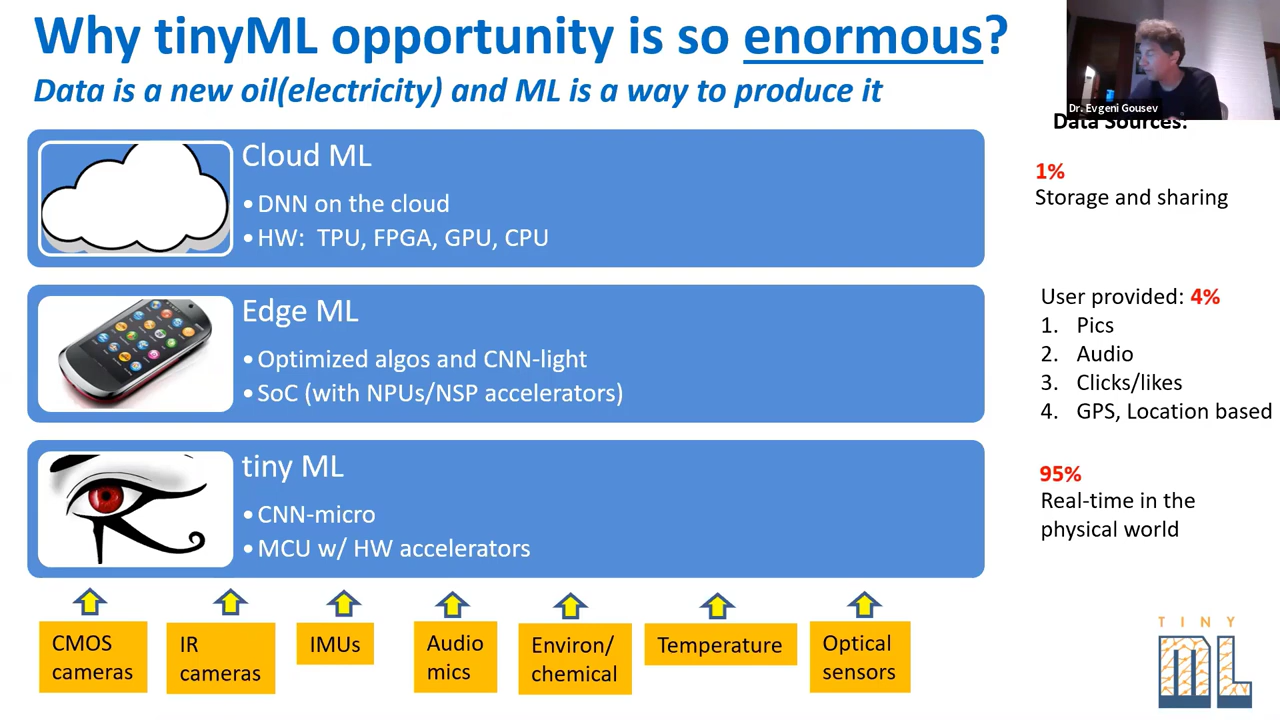 Why tinyML opportunity is so enormous?
Data is a new oil(electricity) and ML is a way to produce it
Dr. Evgeni Gousev
Data Sources:
Cloud ML
•DNN on the cloud
•HW: TPU, FPGA, GPU, CPU
1%
Storage and sharing
Edge ML
•Optimized algos and CNN-light
•SoC (with NPUs/NSP accelerators)
User provided: 4%
1. Pics
2. Audio
3. Clicks/likes
4. GPS, Location based
tiny ML
•CNN-micro
•MCU w/ HW accelerators
95%
Real-time in the
physical world
CMOS
cameras
IR
cameras
IMUs
Audio
mics
Environ/
chemical
Temperature
Optical
sensors
TINY
ML